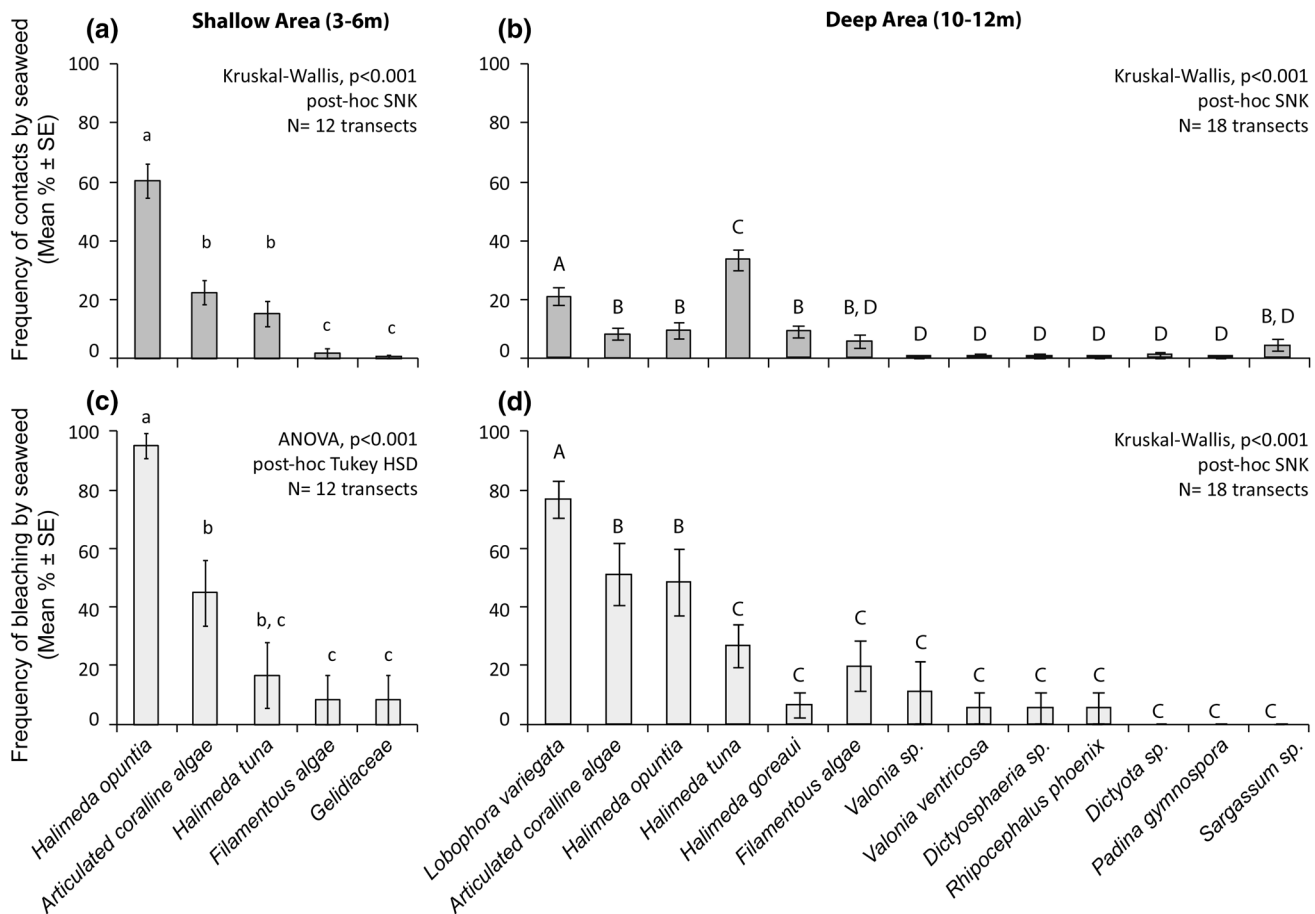 Shallow Area (3-6m)
Deep Area (10-12m)
(a)
Frequency of contacts by seaweed
(Mean % ± SE)
100
80
60
40
20
0
Kruskal-Wallis, p<0.001
post-hoc SNK
N= 12 transects
a
b
b
c
c
(b)
100
80
60
40
20
0
Kruskal-Wallis, p<0.001
post-hoc SNK
N= 18 transects
A
B
B
C
B
B, D
D
D
D
D
D
D
B, D
(c)
Frequency of bleaching by seaweed
(Mean % ± SE)
100
80
60
40
20
0
ANOVA, p<0.001
post-hoc Tukey HSD
N= 12 transects
a
b
b, c
c
c
Halimeda opuntia
Articulated coralline algae
Halimeda tuna
Filamentous algae
Gelidiaceae
(d)
100
80
60
40
20
0
Kruskal-Wallis, p<0.001
post-hoc SNK
N= 18 transects
A
B
B
C
C
C
C
C
C
C
C
C
C
Lobophora variegata
Articulated coralline algae
Halimeda opuntia
Halimeda tuna
Halimeda goreaui
Filamentous algae
Valonia sp.
Valonia ventricosa
Dictyosphaeria sp.
Rhipocephalus phoenix
Dictyota sp.
Padina gymnospora
Sargassum sp.